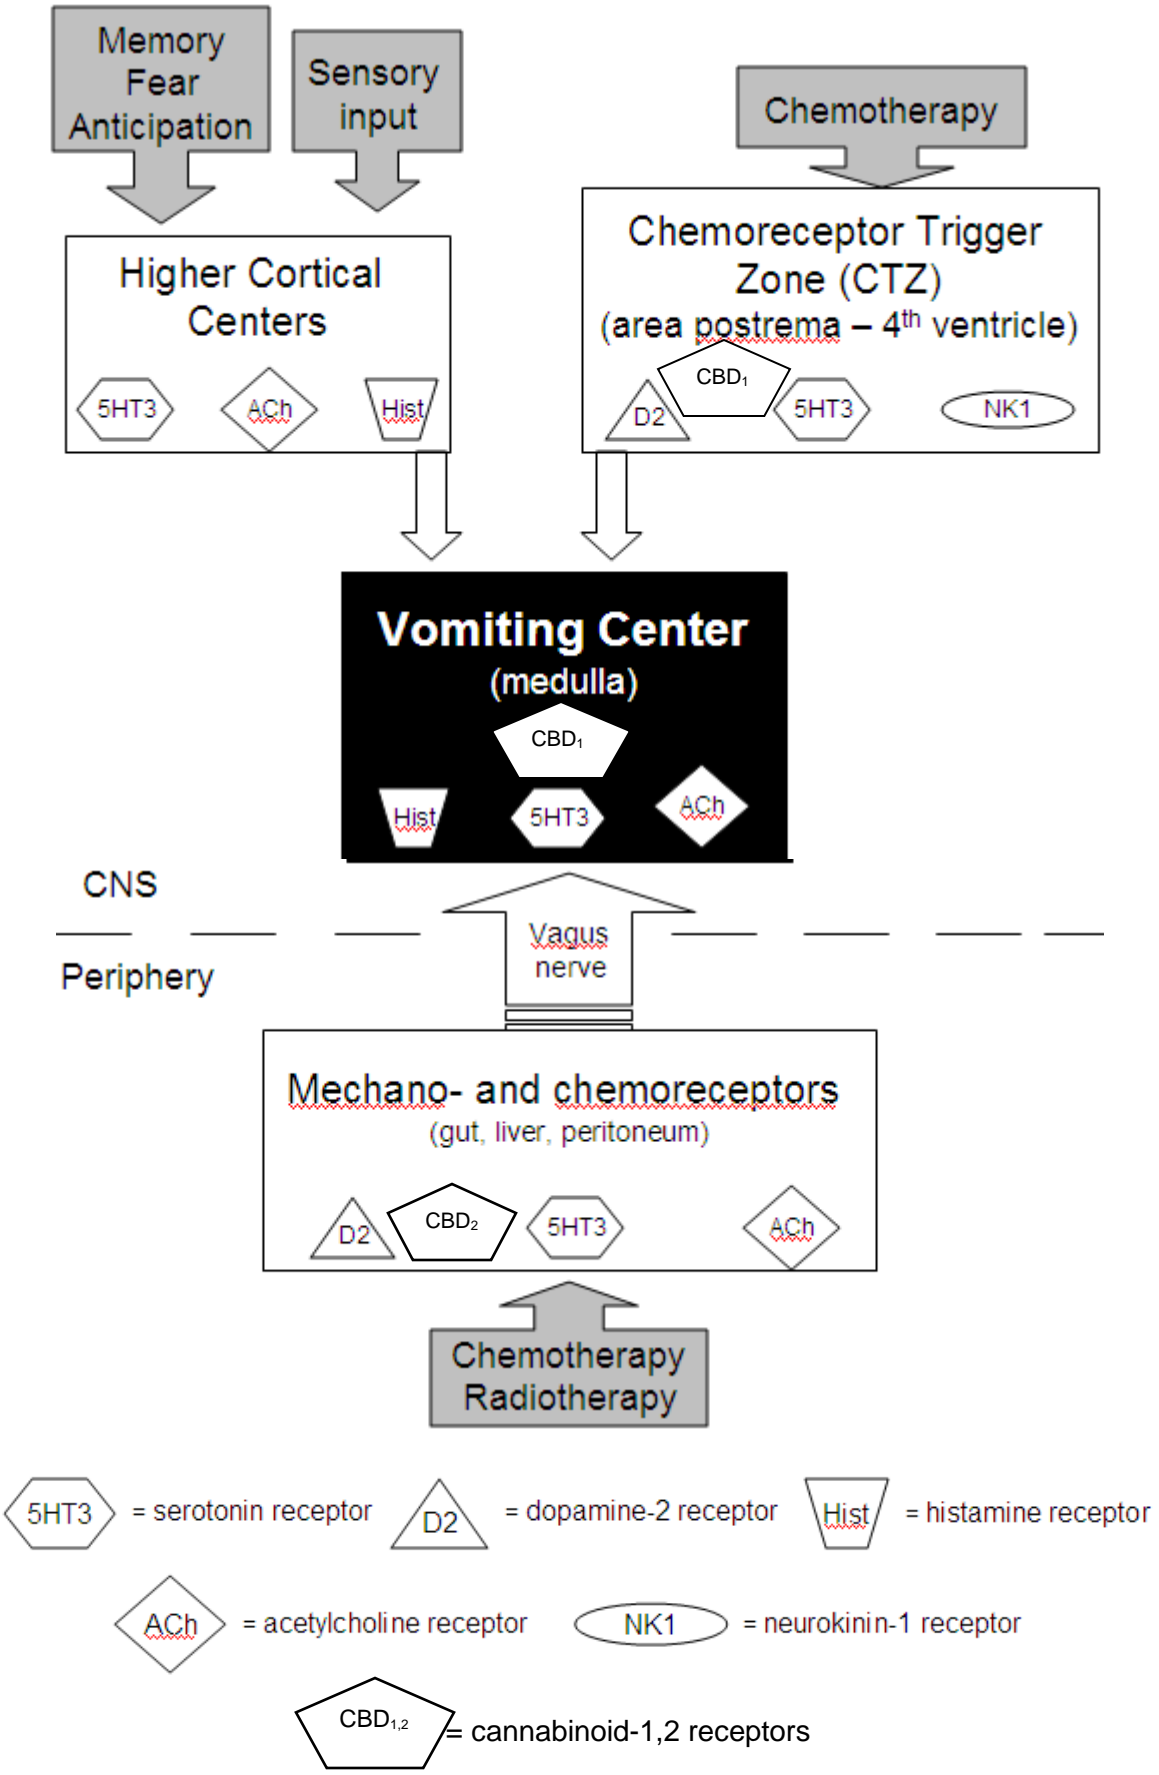 Memory
Fear
Anticipation
Sensory
input
Chemotherapy
Higher Cortical
Centers
5HT3
ACh
Hist
Chemoreceptor Trigger
Zone (CTZ)
(area postrema – 4th ventricle)
D2
CBD1
5HT3
NK1
Vomiting Center
(medulla)
CBD1
Hist
5HT3
ACh
CNS
Periphery
Vagus
nerve
Mechano- and chemoreceptors
(gut, liver, peritoneum)
D2
CBD2
5HT3
ACh
Chemotherapy
Radiotherapy
5HT3 = serotonin receptor
D2 = dopamine-2 receptor
Hist = histamine receptor
ACh = acetylcholine receptor
NK1 = neurokinin-1 receptor
CBD1,2 = cannabinoid-1,2 receptors